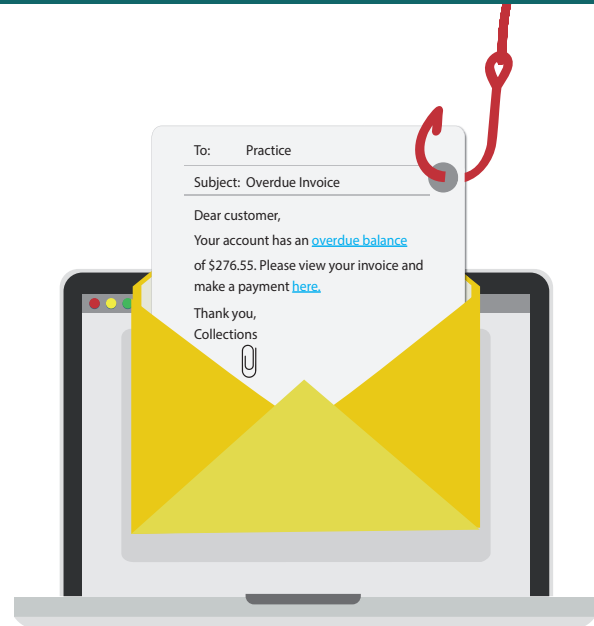 To: Practice
Subject: Overdue Invoice
Dear customer,
Your account has an overdue balance
of $276.55. Please view your invoice and
make a payment here.
Thank you,
Collections